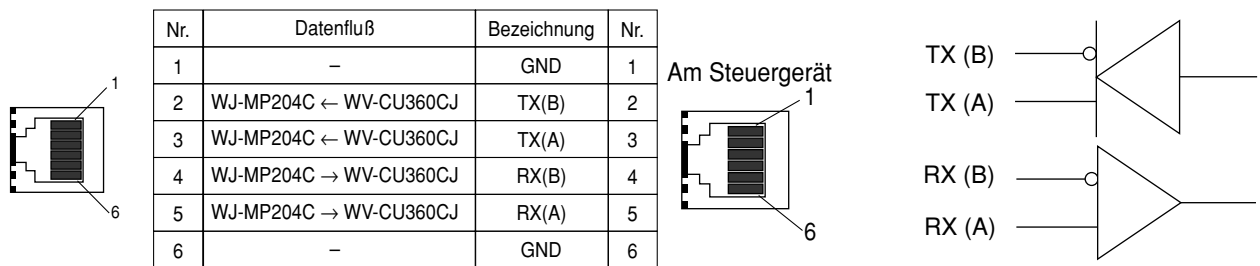 1
6
Nr. Datenfluß Bezeichnung Nr.
1 – GND 1
2 WJ-MP204C ← WV-CU360CJ TX(B) 2
3 WJ-MP204C ← WV-CU360CJ TX(A) 3
4 WJ-MP204C → WV-CU360CJ RX(B) 4
5 WJ-MP204C → WV-CU360CJ RX(A) 5
6 – GND 6
Am Steuergerät
1
6
TX (B)
TX (A)
RX (B)
RX (A)